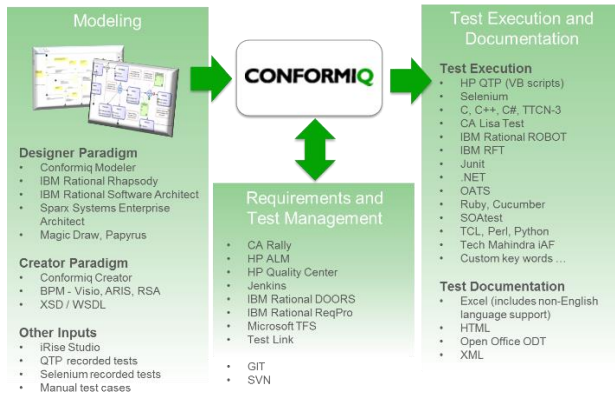 Modeling
Designer Paradigm
• Conformiq Modeler
• IBM Rational Rhapsody
• IBM Rational Software Architect
• Sparx Systems Enterprise
Architect
• Magic Draw, Papyrus
Creator Paradigm
• Conformiq Creator
• BPM - Visio, ARIS, RSA
• XSD / WSDL
Other Inputs
• iRise Studio
• QTP recorded tests
• Selenium recorded tests
• Manual test cases
CONFORMIQ
Requirements and
Test Management
• CA Rally
• HP ALM
• HP Quality Center
• Jenkins
• IBM Rational DOORS
• IBM Rational ReqPro
• Microsoft TFS
• Test Link
• GIT
• SVN
Test Execution and
Documentation
Test Execution
• HP QTP (VB scripts)
• Selenium
• C, C++, C#, TTCN-3
• CA Lisa Test
• IBM Rational ROBOT
• IBM RFT
• Junit
• .NET
• OATS
• Ruby, Cucumber
• SOAtest
• TCL, Perl, Python
• Tech Mahindra iAF
• Custom key words ...
Test Documentation
• Excel (includes non-English
language support)
• HTML
• Open Office ODT
• XML